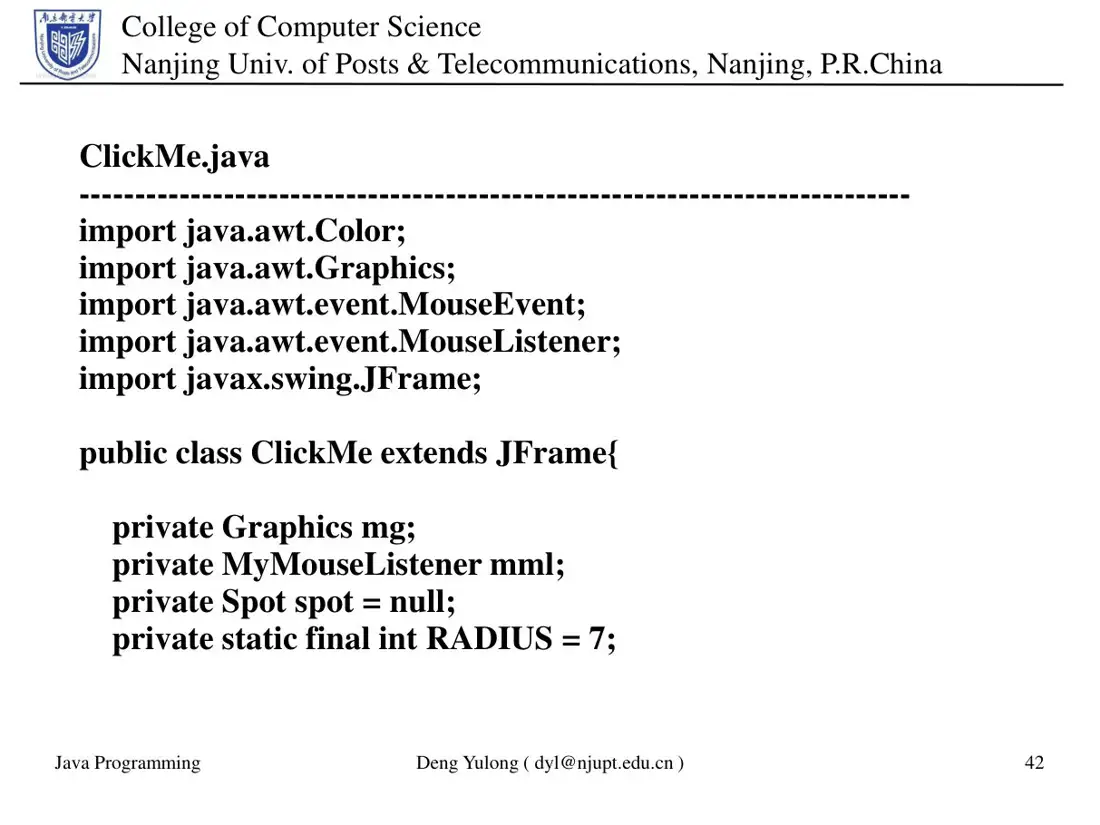 College of Computer Science
Nanjing Univ. of Posts & Telecommunications, Nanjing, P.R.China
ClickMe.java
---------------------------------------------------------------------------
import java.awt.Color;
import java.awt.Graphics;
import java.awt.event.MouseEvent;
import java.awt.event.MouseListener;
import javax.swing.JFrame;
public class ClickMe extends JFrame{
private Graphics mg;
private MyMouseListener mml;
private Spot spot = null;
private static final int RADIUS = 7;
Java Programming
Deng Yulong ( dyl@njupt.edu.cn )
42